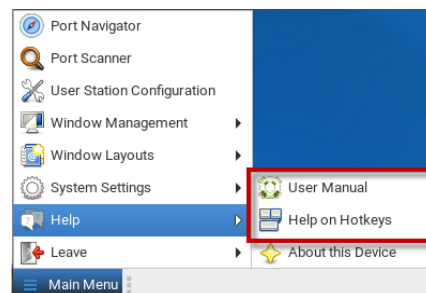 Port Navigator
Port Scanner
User Station Configuration
Window Management
Window Layouts
System Settings
User Manual
Help
Help on Hotkeys
Leave
About this Device
Main Menu